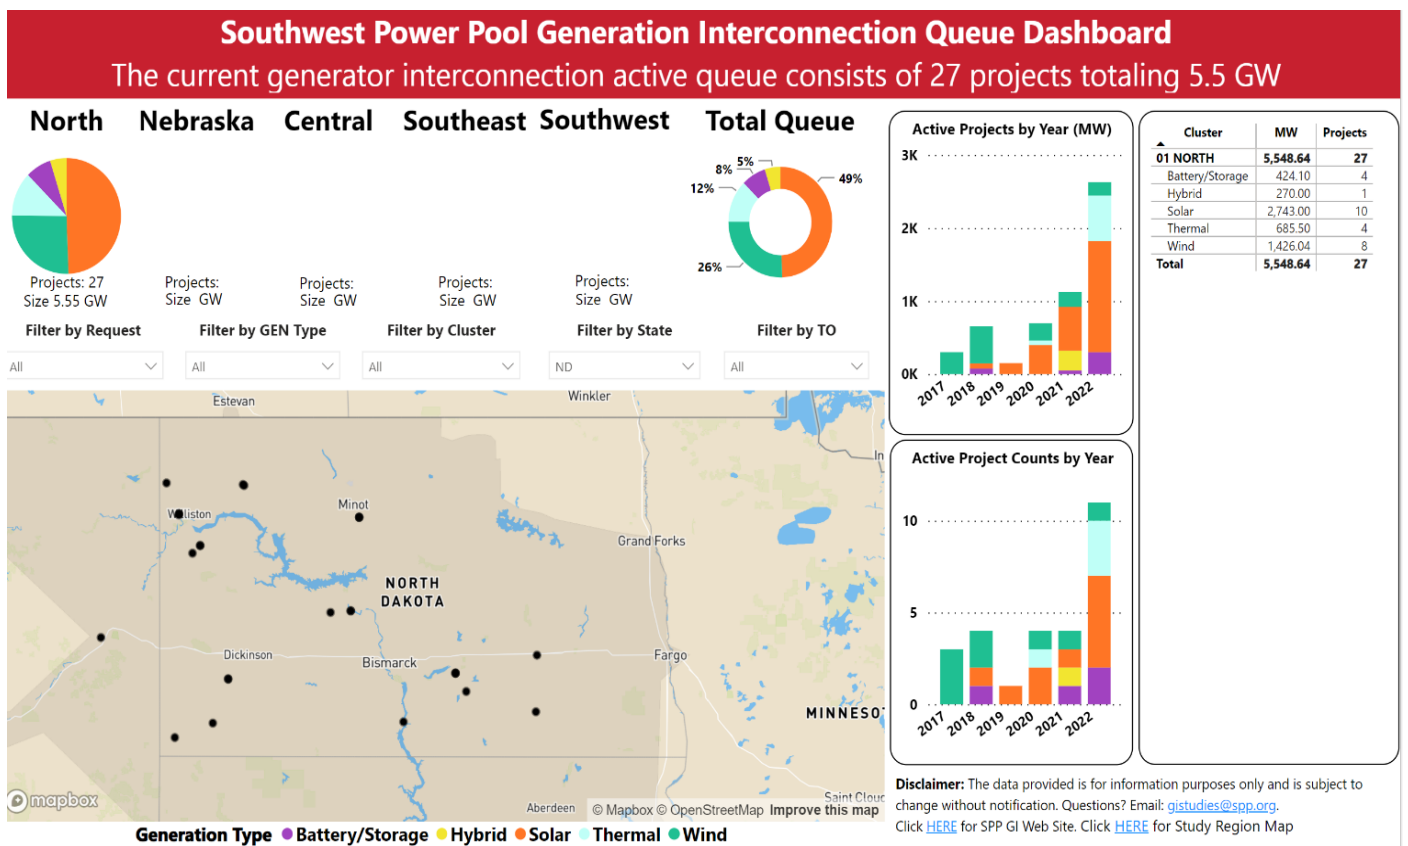 Southwest Power Pool Generation Interconnection Queue Dashboard
The current generator interconnection active queue consists of 27 projects totaling 5.5 GW
North Nebraska Central Southeast Southwest Total Queue
5%
8%
49%
12%
26%
Projects: 27
Size 5.55 GW
Projects:
Size GW
Projects:
Size GW
Projects:
Size GW
Projects:
Size GW
Filter by Request Filter by GEN Type Filter by Cluster Filter by State Filter by TO
All All All ND All
Estevan
Winkler
In
Williston
Minot
Grand Forks
NORTH
DAKOTA
Dickinson
Bismarck
Fargo
MINNESO
Aberdeen
Saint Cloud
mapbox
© Mapbox © OpenStreetMap Improve this map
Generation Type Battery/Storage Hybrid Solar Thermal Wind
Active Projects by Year (MW)
3K
2K
1K
0K
2017 2018 2019 2020 2021 2022
Active Project Counts by Year
10
5
0
2017 2018 2019 2020 2021 2022
Cluster MW Projects
01 NORTH 5,548.64 27
Battery/Storage 424.10 4
Hybrid 270.00 1
Solar 2,743.00 10
Thermal 685.50 4
Wind 1,426.04 8
Total 5,548.64 27
Disclaimer: The data provided is for information purposes only and is subject to
change without notification. Questions? Email: gistudies@spp.org.
Click HERE for SPP GI Web Site. Click HERE for Study Region Map